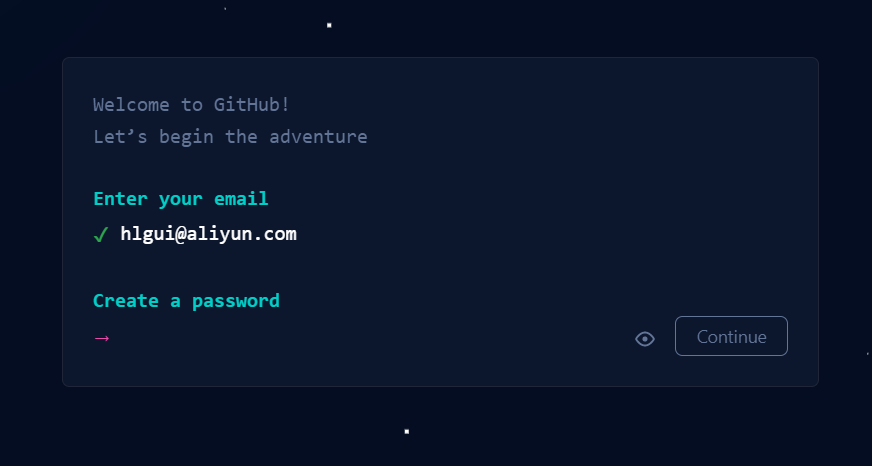 Welcome to GitHub!
Let’s begin the adventure
Enter your email
✓ hlgui@aliyun.com
Create a password
→
Continue